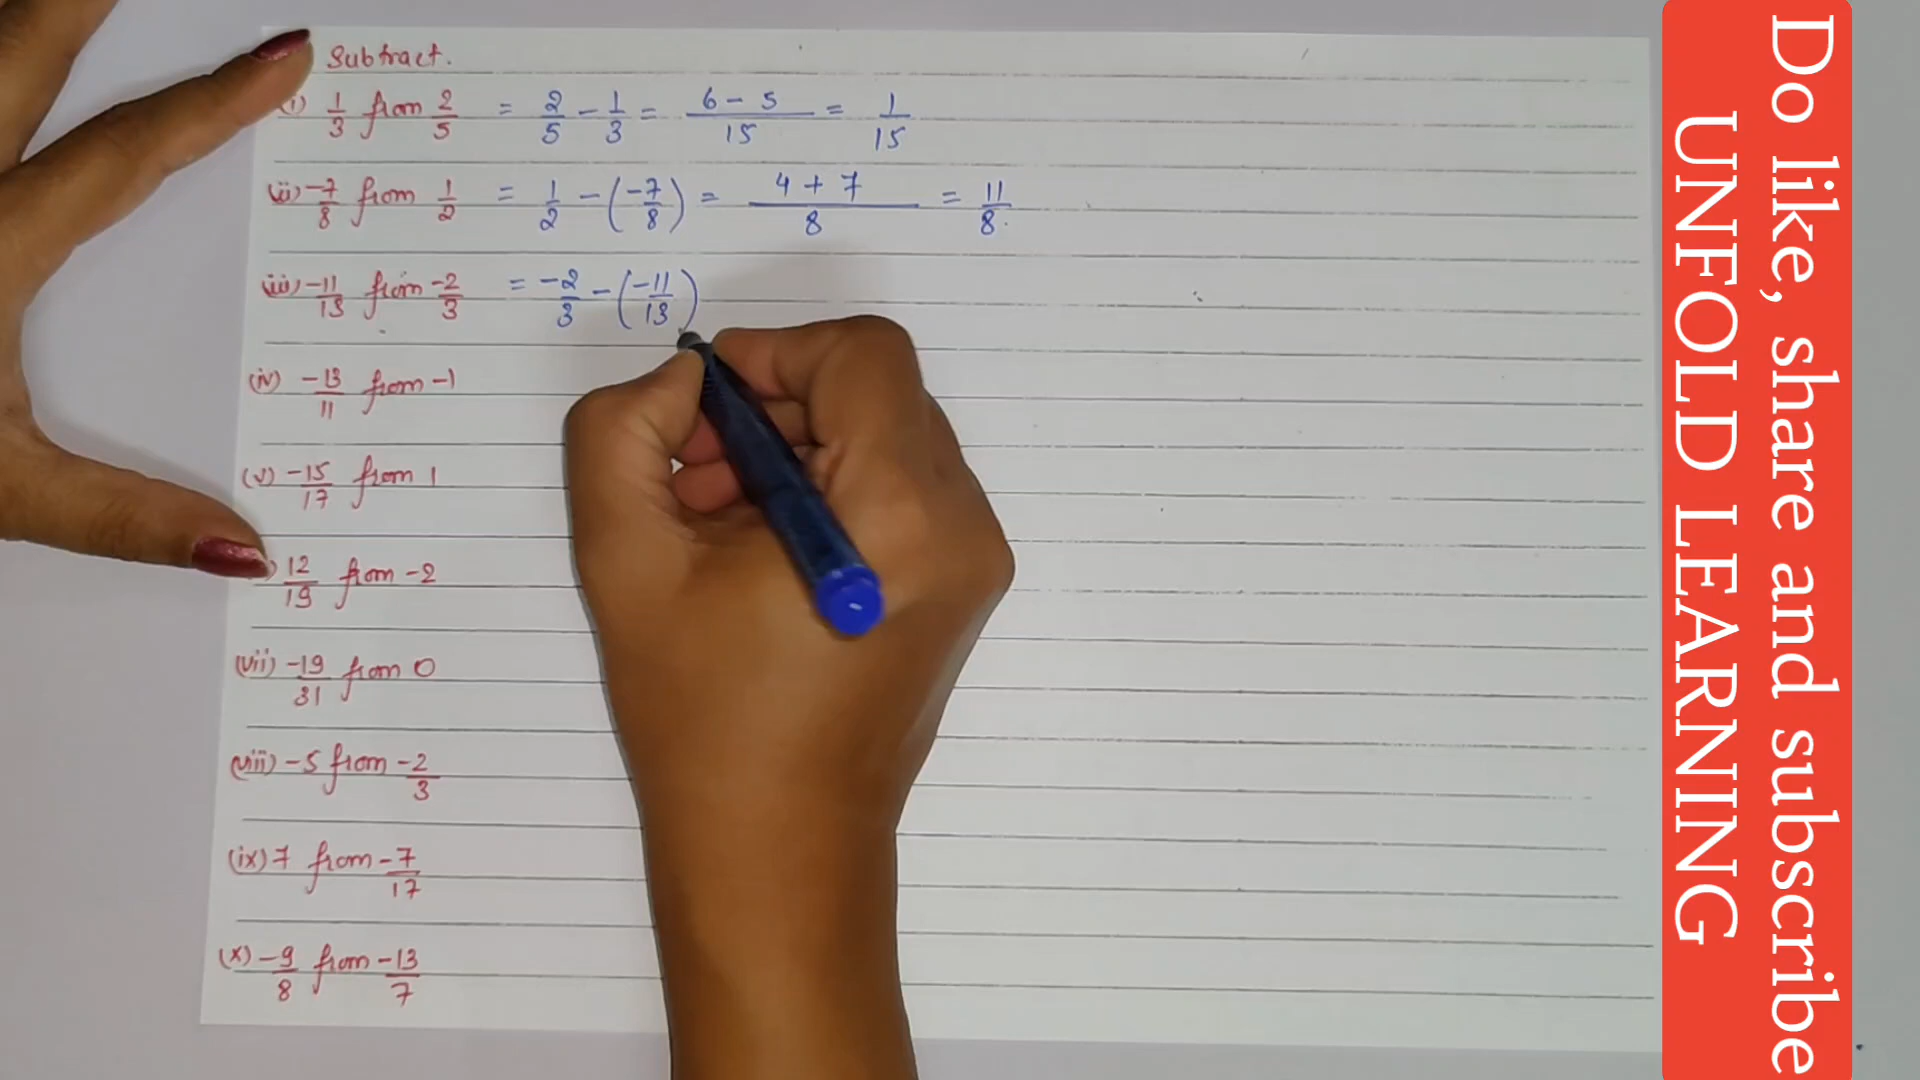 Subtract.
(i) 1/3 from 2/5 = 2/5 - 1/3 = 6 - 5/15 = 1/15
(ii) -7/8 from 1/2 = 1/2 - (-7/8) = 4 + 7/8 = 11/8.
(iii) -11/13 from -2/3 = -2/3 - (-11/13)
(iv) -13/11 from -1
(v) -15/17 from 1
) 12/19 from -2
(vii) -19/31 from 0
(viii) -5 from -2/3
(ix) 7 from -7/17
(x) -9/8 from -13/7
Do like, share and subscribe
UNFOLD LEARNING